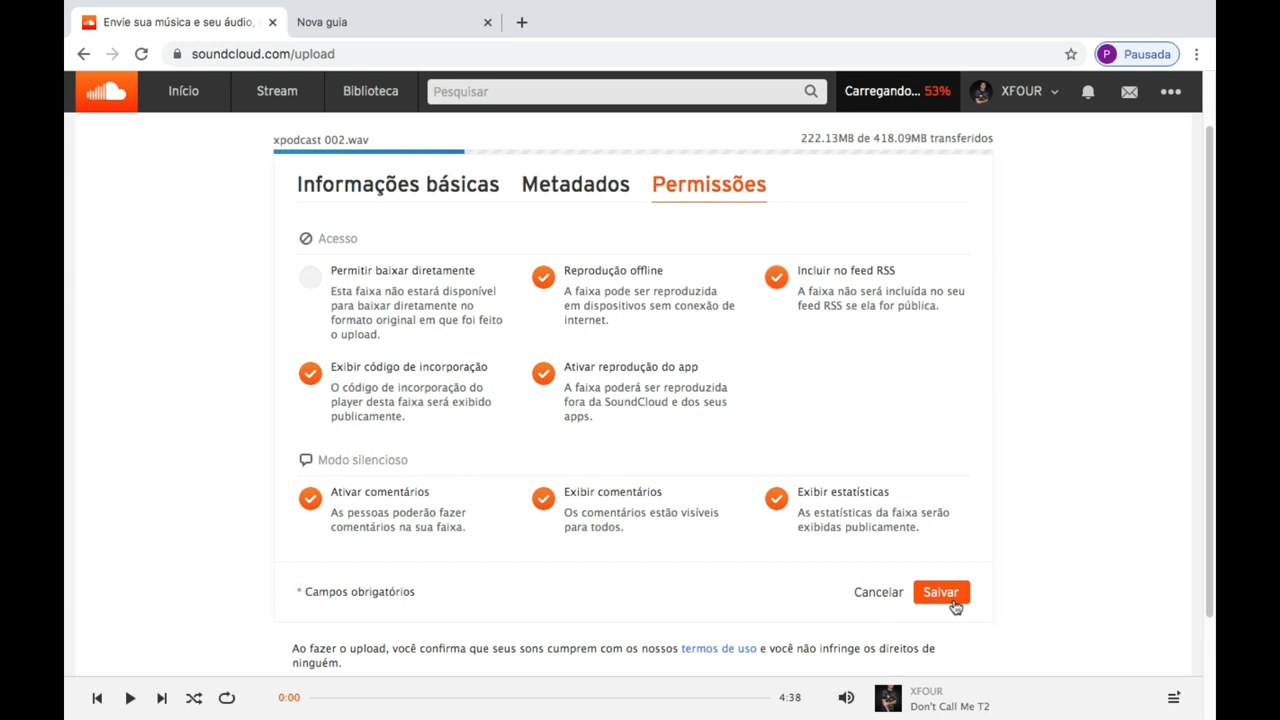 Envie sua música e seu áudio,
Nova guia
soundcloud.com/upload
P
Pausada
Início
Stream
Biblioteca
Pesquisar
Carregando... 53%
XFOUR
xpodcast 002.wav
222.13MB de 418.09MB transferidos
Informações básicas
Metadados
Permissões
Acesso
Permitir baixar diretamente
Esta faixa não estará disponível
para baixar diretamente no
formato original em que foi feito
o upload.
Reprodução offline
A faixa pode ser reproduzida
em dispositivos sem conexão de
internet.
Incluir no feed RSS
A faixa não será incluída no seu
feed RSS se ela for pública.
Exibir código de incorporação
O código de incorporação do
player desta faixa será exibido
publicamente.
Ativar reprodução do app
A faixa poderá ser reproduzida
fora da SoundCloud e dos seus
apps.
Modo silencioso
Ativar comentários
As pessoas poderão fazer
comentários na sua faixa.
Exibir comentários
Os comentários estão visíveis
para todos.
Exibir estatísticas
As estatísticas da faixa serão
exibidas publicamente.
* Campos obrigatórios
Cancelar
Salvar
Ao fazer o upload, você confirma que seus sons cumprem com os nossos termos de uso e você não infringe os direitos de
ninguém.
0:00
4:38
XFOUR
Don't Call Me T2